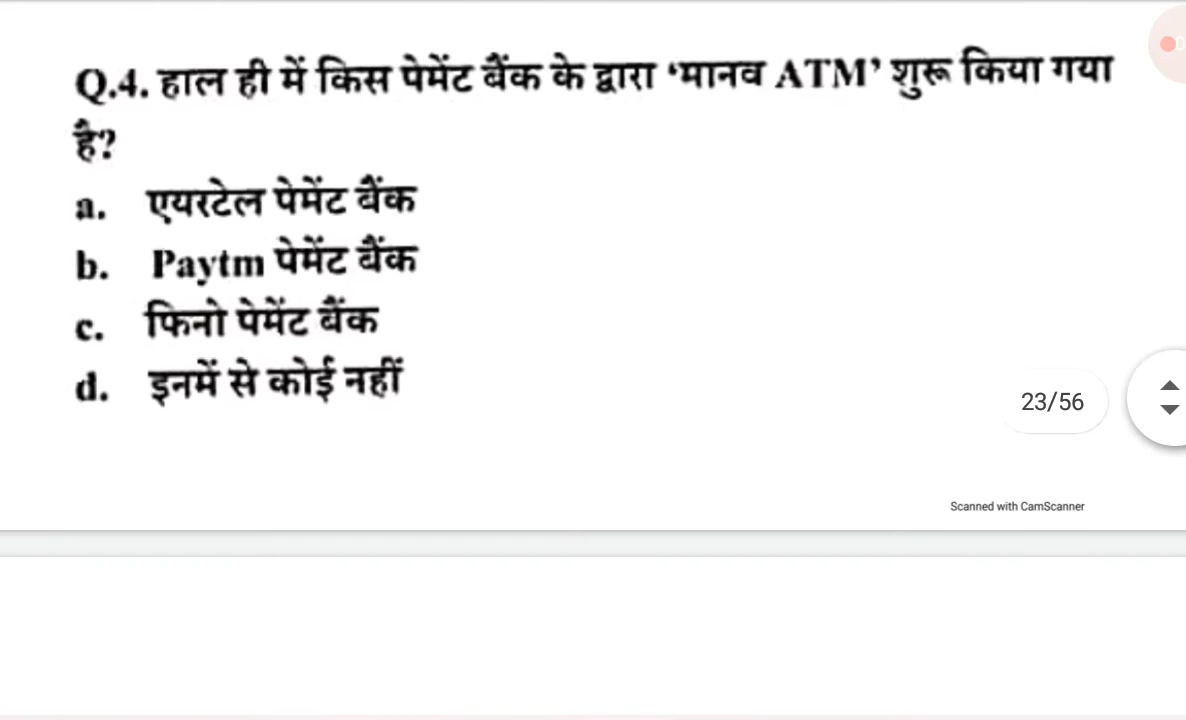 Q.4. हाल ही में किस पेमेंट बैंक के द्वारा ‘मानव ATM’ शुरू किया गया
है?
a. एयरटेल पेमेंट बैंक
b. Paytm पेमेंट बैंक
c. फिनो पेमेंट बैंक
d. इनमें से कोई नहीं
23/56
Scanned with CamScanner